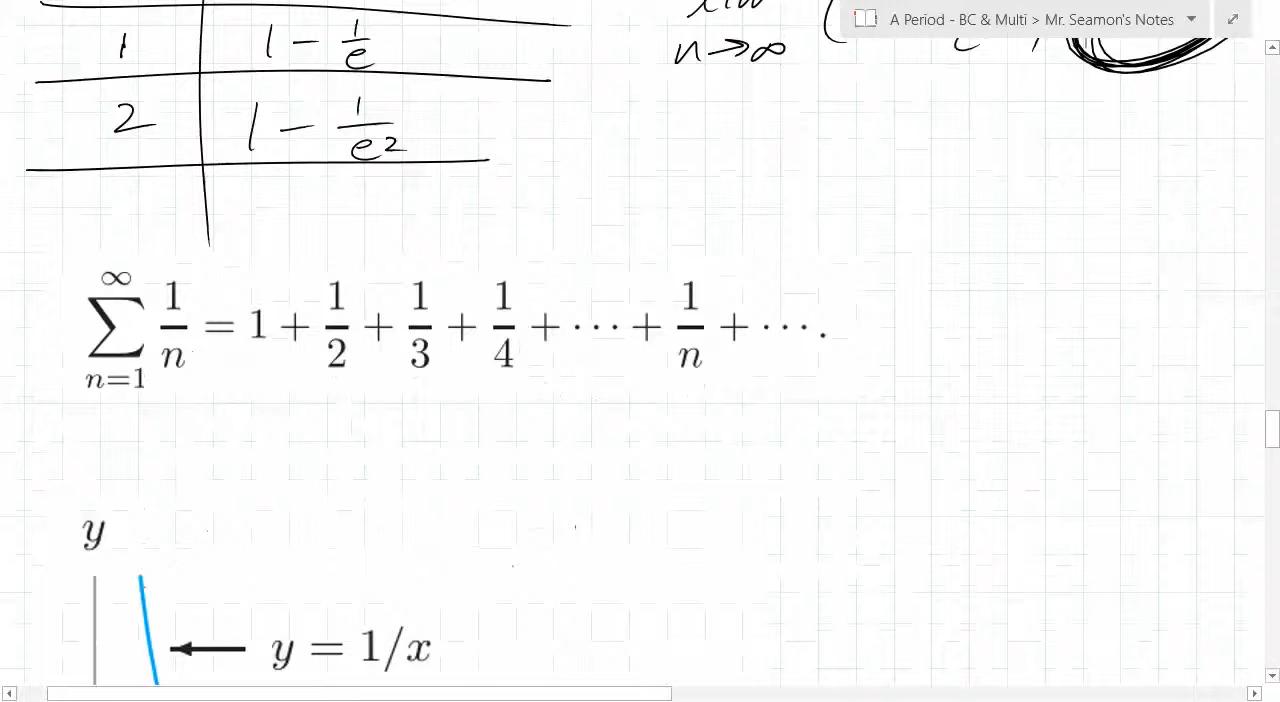 A Period - BC & Multi > Mr. Seamon's Notes
1 | 1 - 1/e
n → ∞
2 | 1 - 1/e²
∑_{n=1}^{∞} 1/n = 1 + 1/2 + 1/3 + 1/4 + ··· + 1/n + ··· .
y
y = 1/x